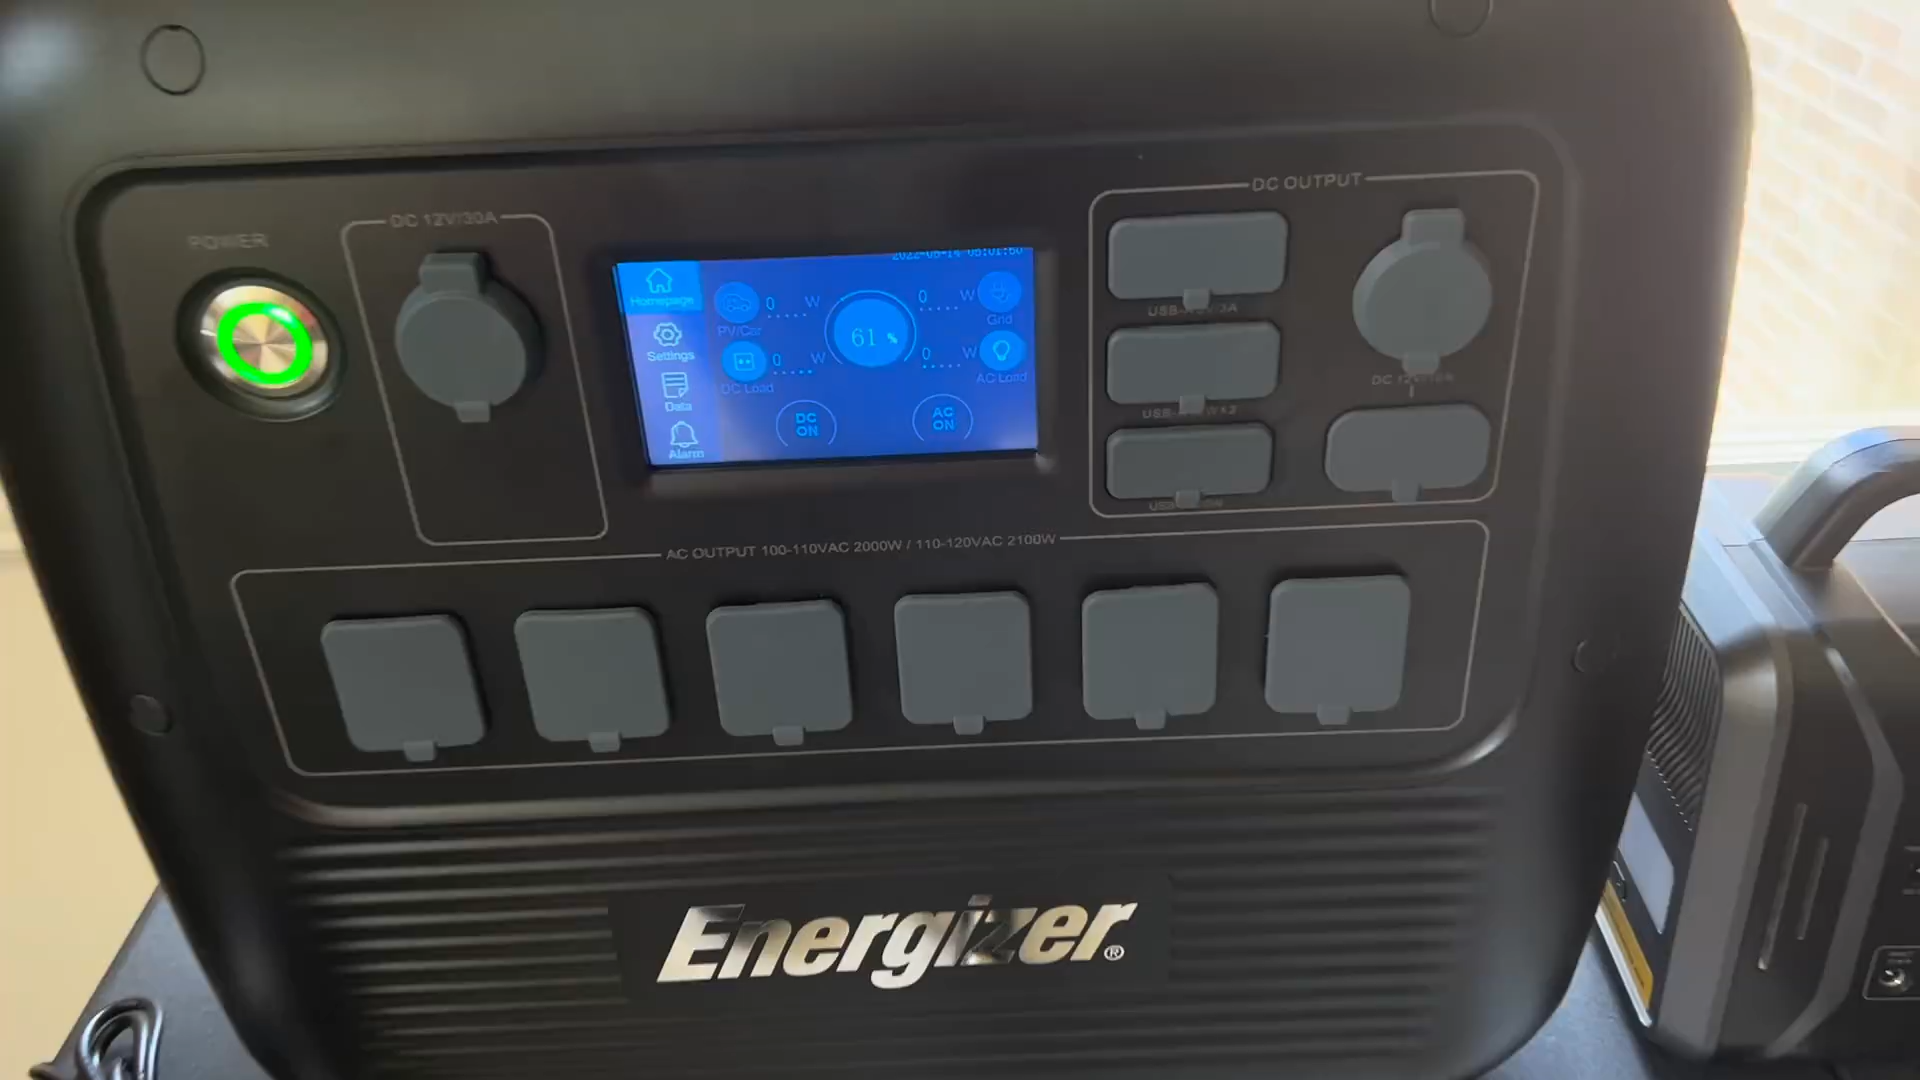 POWER
DC 12V/30A
Homepage
Settings
Data
Alarm
0 W
PV/Car
0 W
DC Load
61 %
0 W
Grid
0 W
AC Load
DC
ON
AC
ON
DC OUTPUT
AC OUTPUT 100-110VAC 2000W / 110-120VAC 2100W
Energizer®